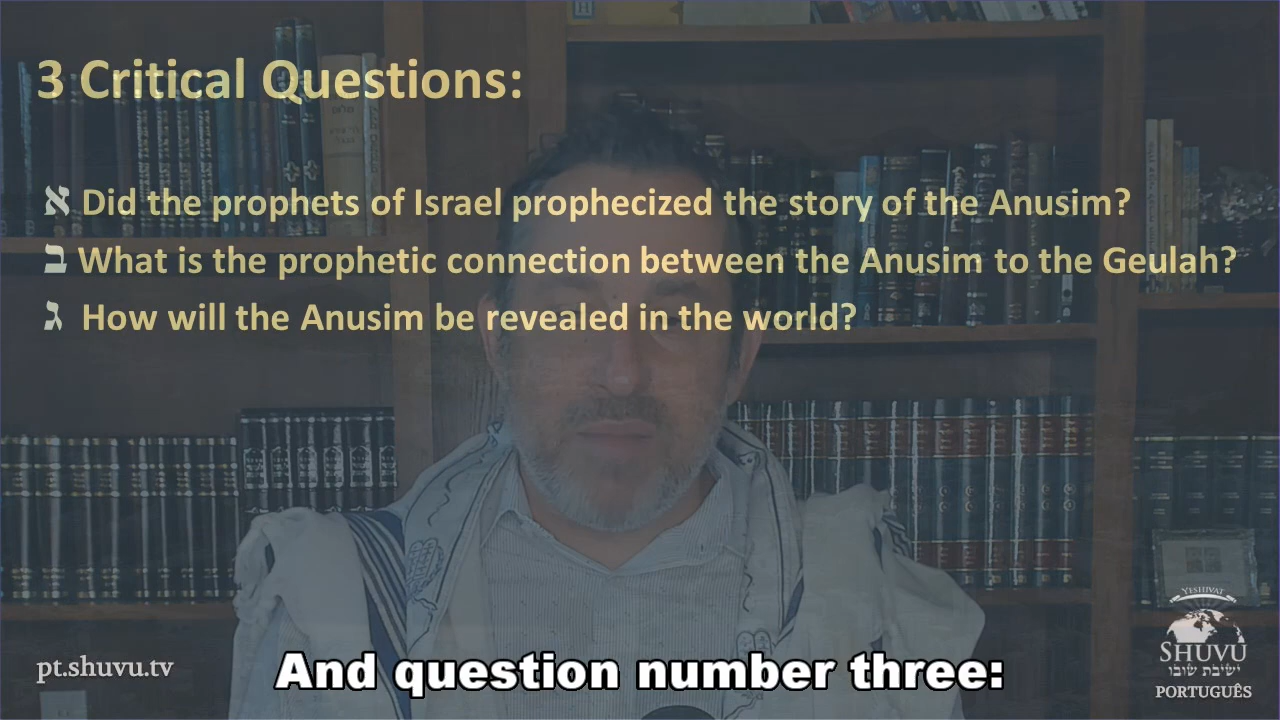 3 Critical Questions:
א Did the prophets of Israel prophecized the story of the Anusim?
ב What is the prophetic connection between the Anusim to the Geulah?
ג How will the Anusim be revealed in the world?
pt.shuvu.tv
And question number three:
YESHIVAT
SHUVU
ישיבת שובו
PORTUGUÊS